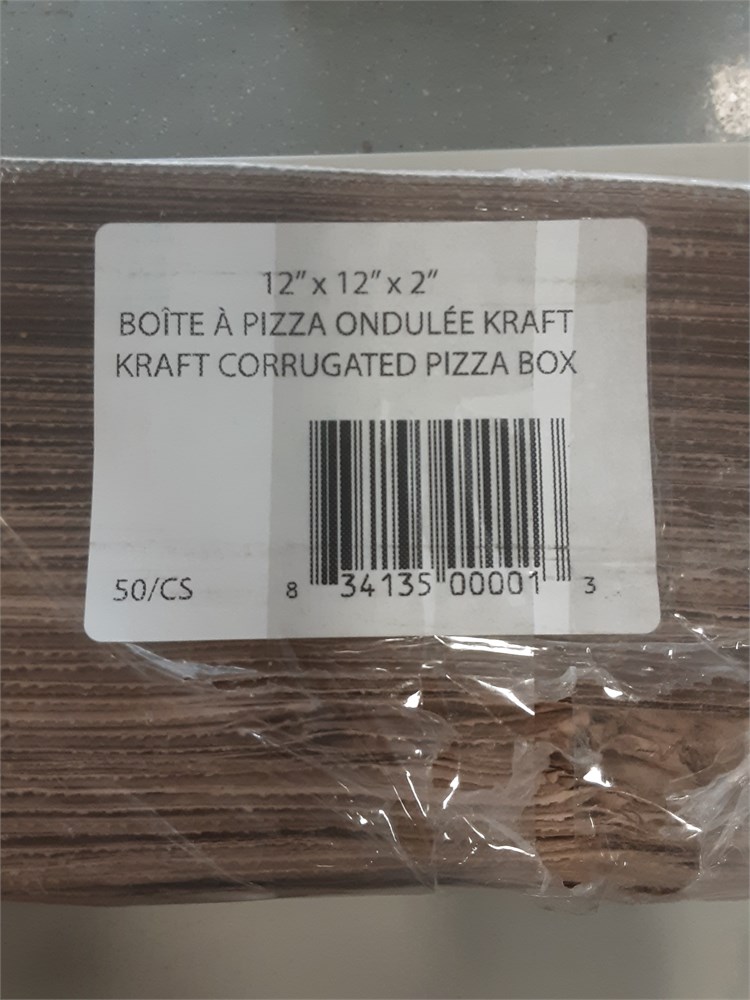 12” x 12” x 2”
BOÎTE À PIZZA ONDULÉE KRAFT
KRAFT CORRUGATED PIZZA BOX
50/CS
8 34135 00001 3